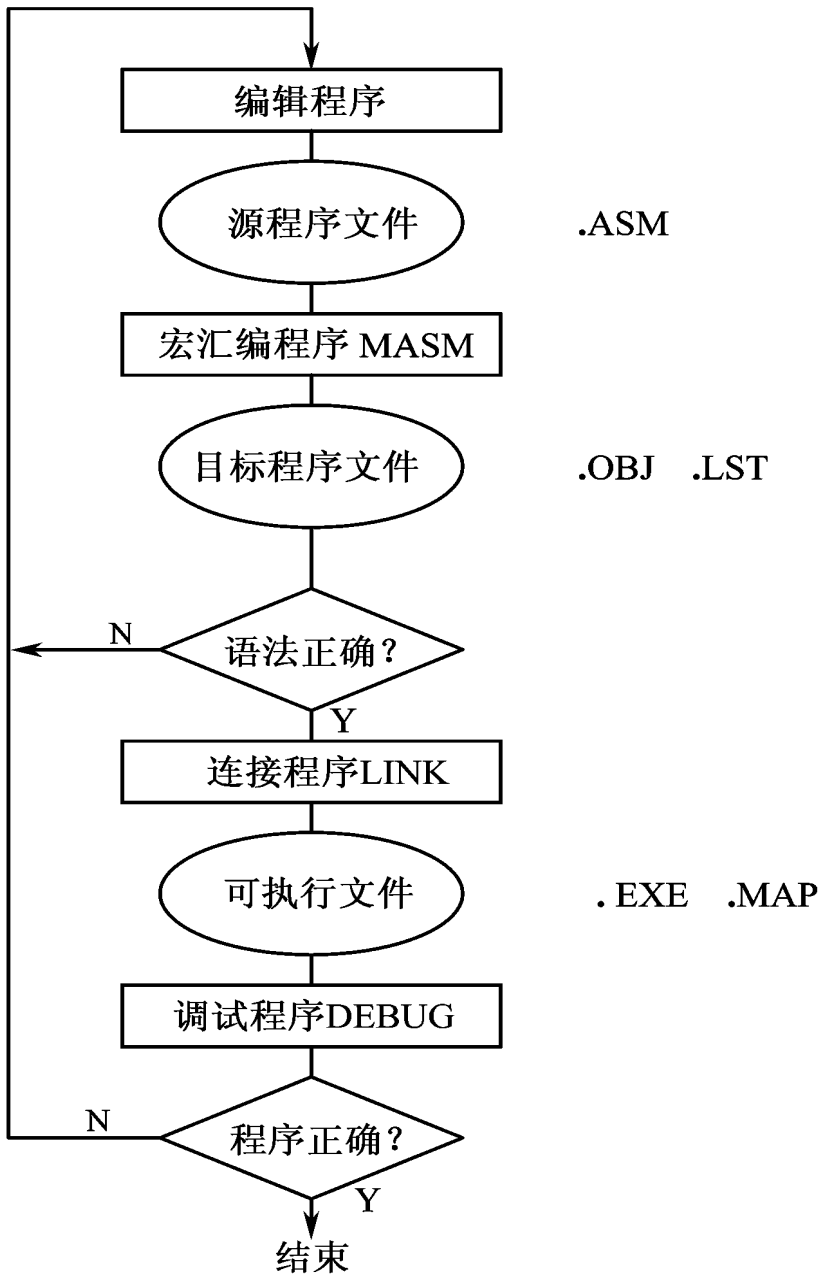 编辑程序
源程序文件 .ASM
宏汇编程序 MASM
目标程序文件 .OBJ .LST
N 语法正确?
Y
连接程序LINK
可执行文件 . EXE .MAP
调试程序DEBUG
N 程序正确?
Y
结束